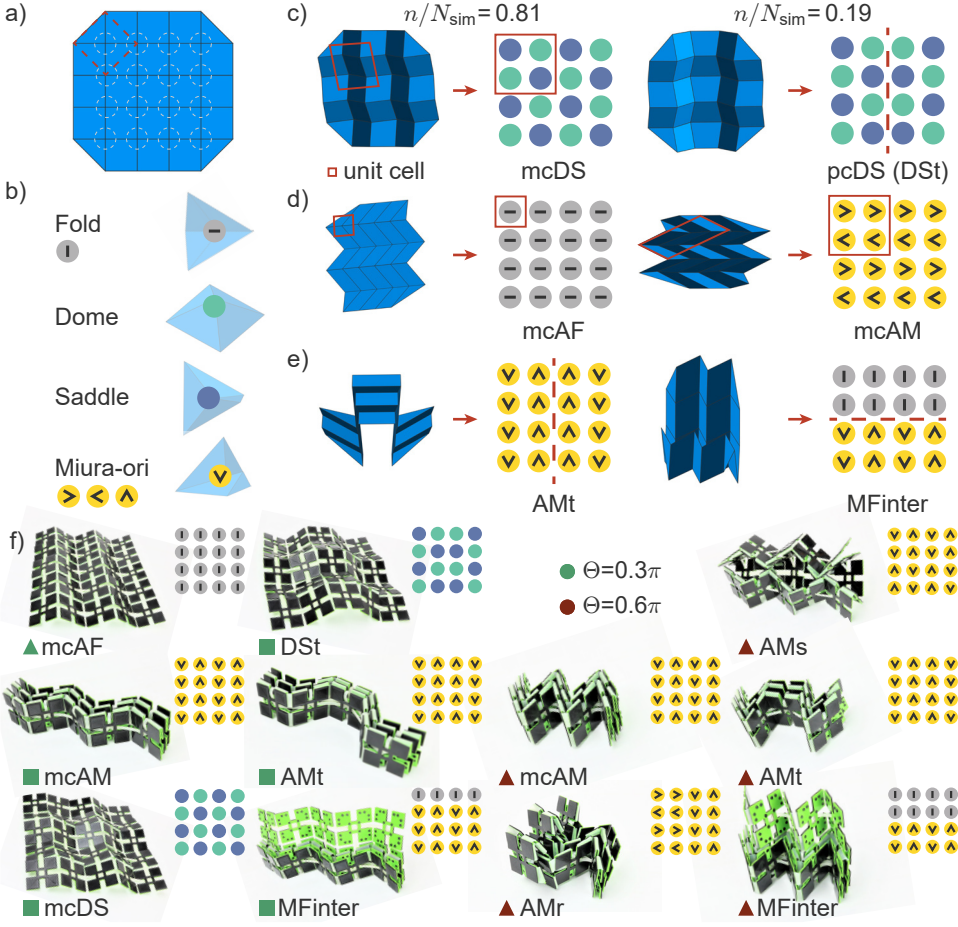 a)
b)
Fold
Dome
Saddle
Miura-ori
c)
n/N_sim = 0.81
n/N_sim = 0.19
unit cell
mcDS
pcDS (DSt)
d)
mcAF
mcAM
e)
AMt
MFinter
f)
Θ=0.3π
Θ=0.6π
mcAF
DSt
AMs
mcAM
AMt
mcAM
AMt
mcDS
MFinter
AMr
MFinter